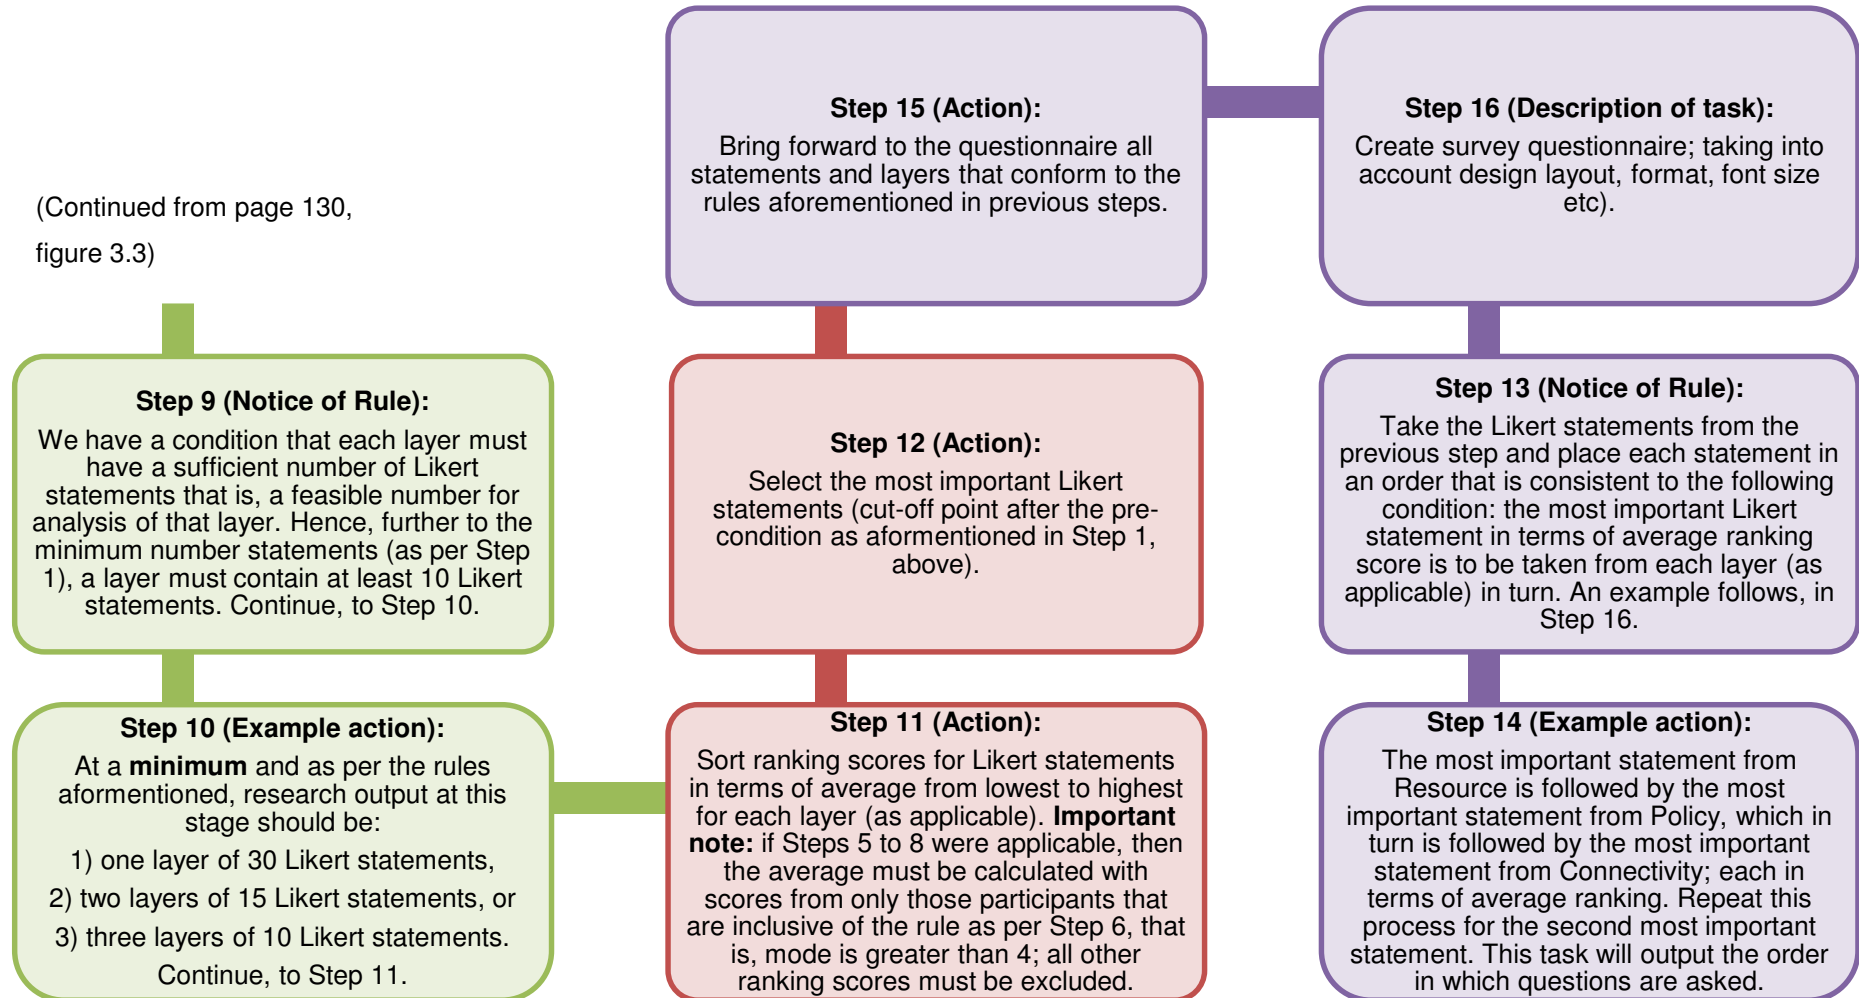 (Continued from page 130,
figure 3.3)
Step 9 (Notice of Rule):
We have a condition that each layer must
have a sufficient number of Likert
statements that is, a feasible number for
analysis of that layer. Hence, further to the
minimum number statements (as per Step
1), a layer must contain at least 10 Likert
statements. Continue, to Step 10.
Step 10 (Example action):
At a minimum and as per the rules
aformentioned, research output at this
stage should be:
1) one layer of 30 Likert statements,
2) two layers of 15 Likert statements, or
3) three layers of 10 Likert statements.
Continue, to Step 11.
Step 11 (Action):
Sort ranking scores for Likert statements
in terms of average from lowest to highest
for each layer (as applicable). Important
note: if Steps 5 to 8 were applicable, then
the average must be calculated with
scores from only those participants that
are inclusive of the rule as per Step 6, that
is, mode is greater than 4; all other
ranking scores must be excluded.
Step 12 (Action):
Select the most important Likert
statements (cut-off point after the pre-
condition as aformentioned in Step 1,
above).
Step 15 (Action):
Bring forward to the questionnaire all
statements and layers that conform to the
rules aforementioned in previous steps.
Step 16 (Description of task):
Create survey questionnaire; taking into
account design layout, format, font size
etc).
Step 13 (Notice of Rule):
Take the Likert statements from the
previous step and place each statement in
an order that is consistent to the following
condition: the most important Likert
statement in terms of average ranking
score is to be taken from each layer (as
applicable) in turn. An example follows, in
Step 16.
Step 14 (Example action):
The most important statement from
Resource is followed by the most
important statement from Policy, which in
turn is followed by the most important
statement from Connectivity; each in
terms of average ranking. Repeat this
process for the second most important
statement. This task will output the order
in which questions are asked.